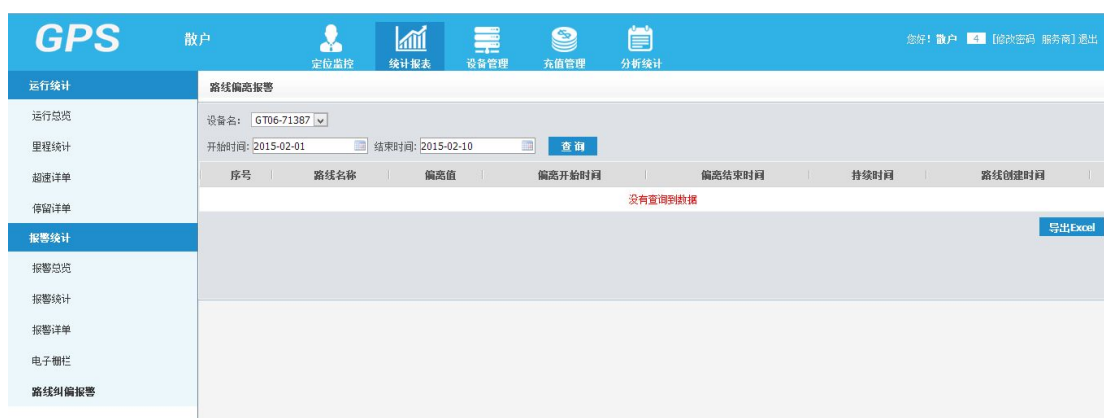 GPS 散户
定位监控 统计报表 设备管理 充值管理 分析统计
您好! 散户 4 [修改密码 服务商] 退出
运行统计
运行总览
里程统计
超速详单
停留详单
报警统计
报警总览
报警统计
报警详单
电子栅栏
路线纠偏报警
路线偏离报警
设备名: GT06-71387
开始时间: 2015-02-01 结束时间: 2015-02-10 查询
序号 路线名称 偏离值 偏离开始时间 偏离结束时间 持续时间 路线创建时间
没有查询到数据
导出Excel